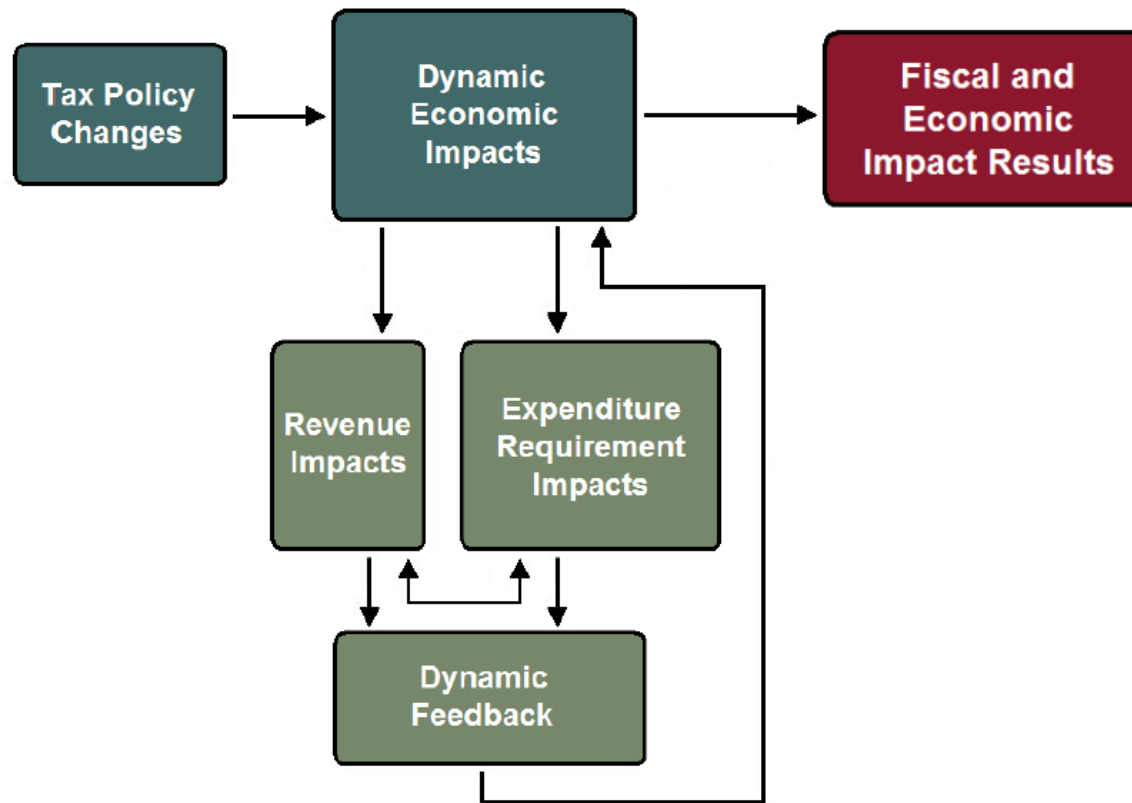 Tax Policy
Changes
Dynamic
Economic
Impacts
Fiscal and
Economic
Impact Results
Revenue
Impacts
Expenditure
Requirement
Impacts
Dynamic
Feedback